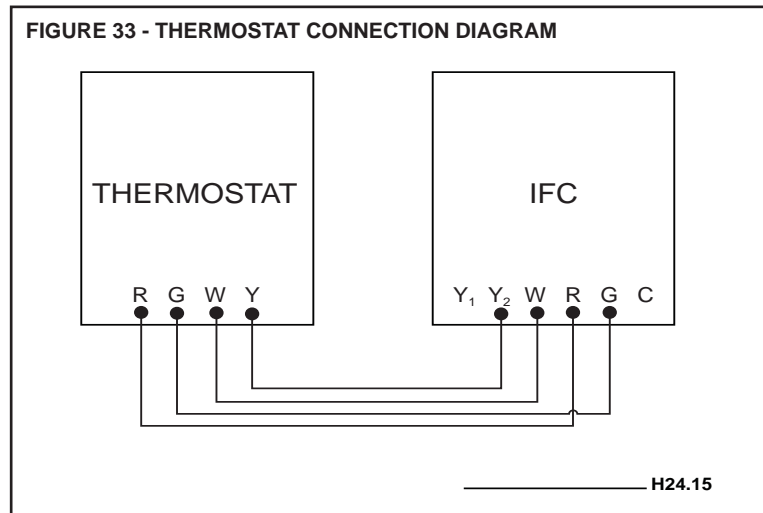 FIGURE 33 - THERMOSTAT CONNECTION DIAGRAM
THERMOSTAT
IFC
R G W Y
Y₁ Y₂ W R G C
H24.15